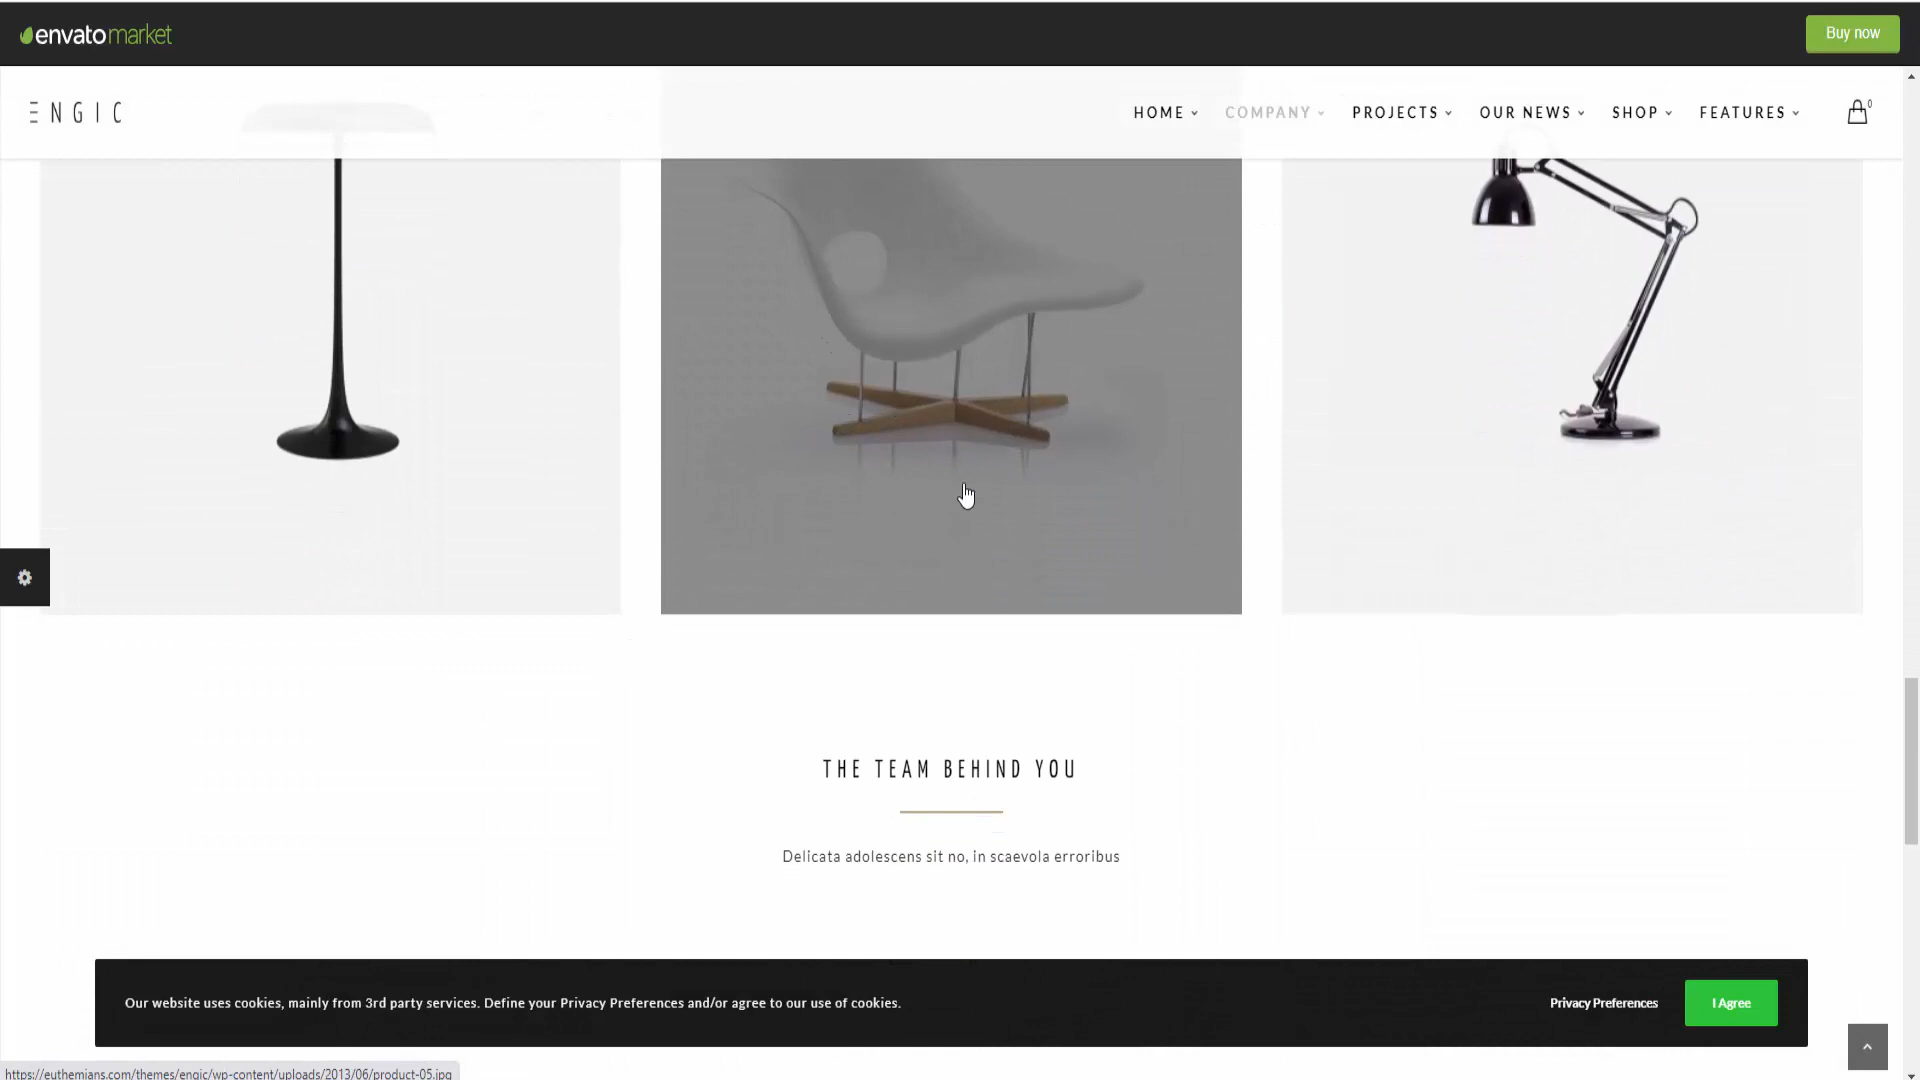 envatomarket
Buy now
ENGIC
HOME
COMPANY
PROJECTS
OUR NEWS
SHOP
FEATURES
0
THE TEAM BEHIND YOU
Delicata adolescens sit no, in scaevola erroribus
Our website uses cookies, mainly from 3rd party services. Define your Privacy Preferences and/or agree to our use of cookies.
Privacy Preferences
I Agree
https://euthemians.com/themes/engic/wp-content/uploads/2013/06/product-05.jpg